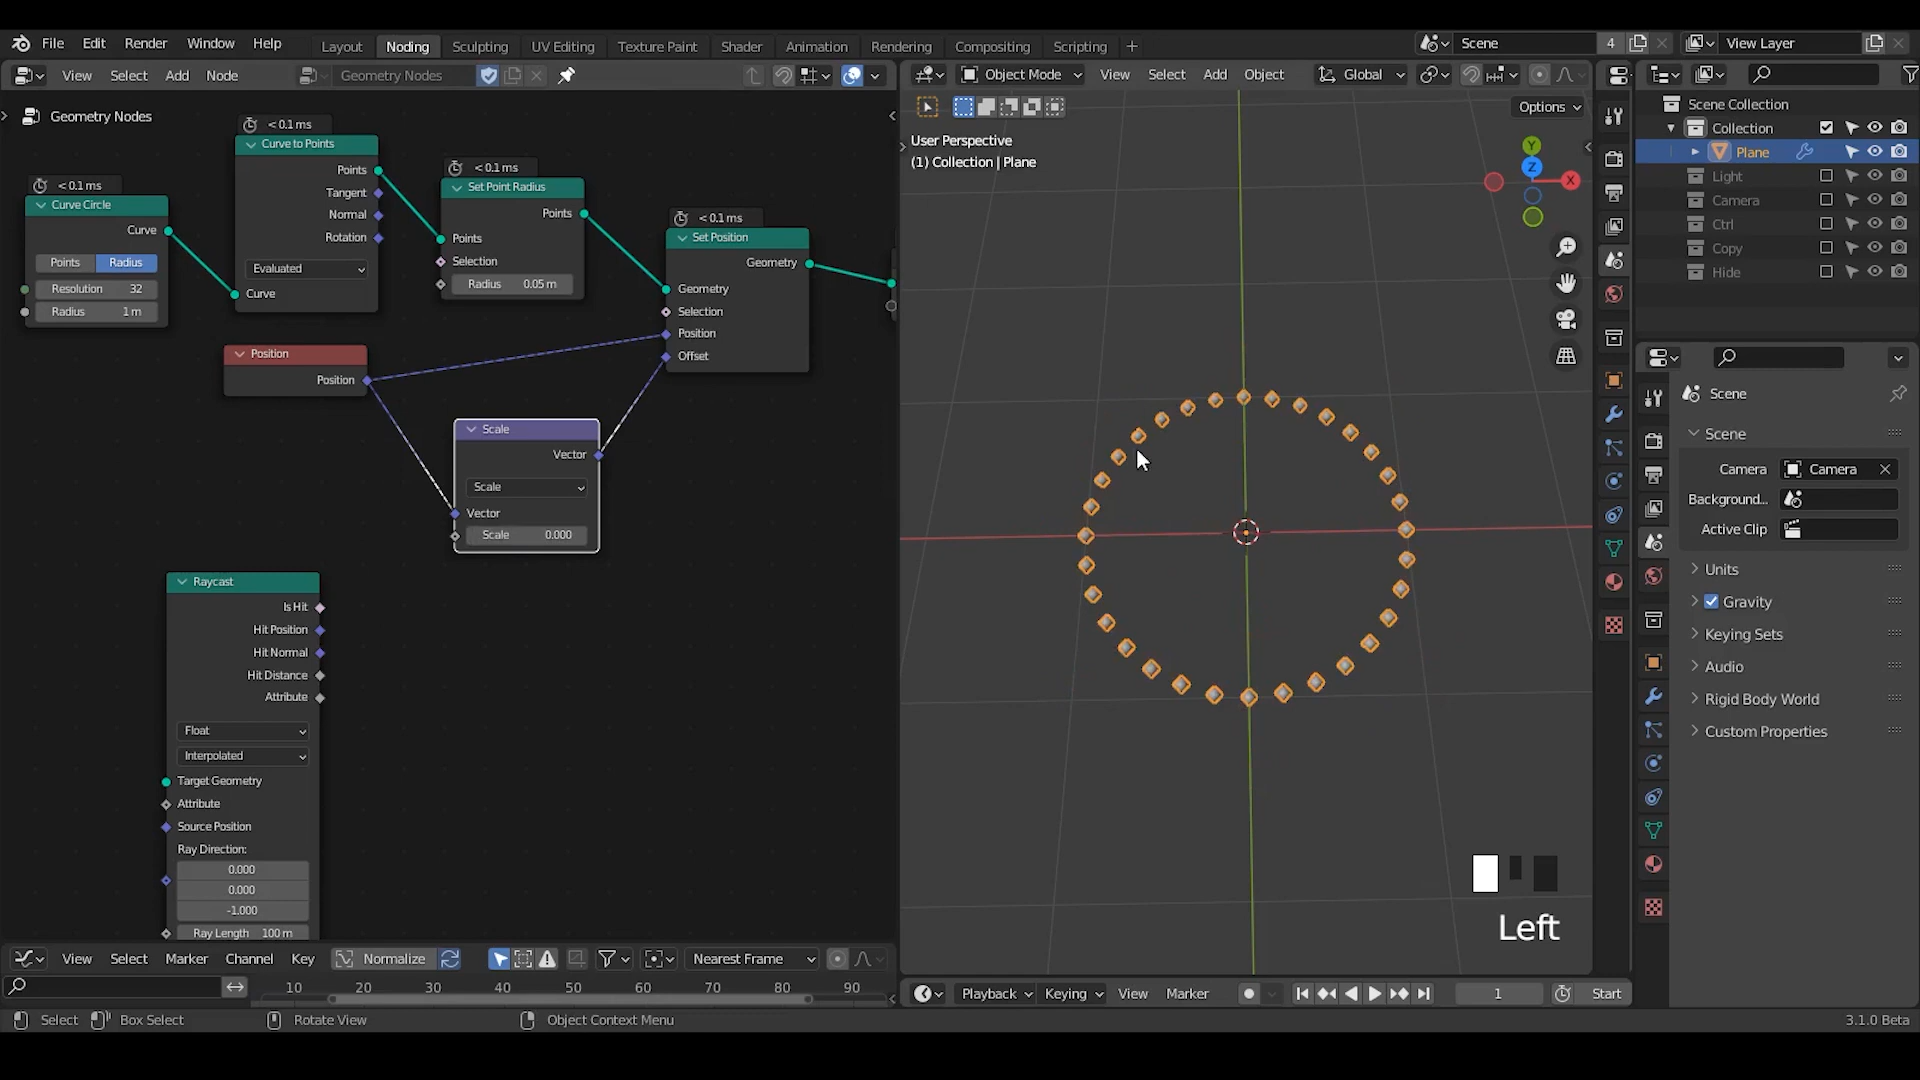 File Edit Render Window Help Layout Noding Sculpting UV Editing Texture Paint Shader Animation Rendering Compositing Scripting + Scene 4 View Layer
View Select Add Node Geometry Nodes
Object Mode View Select Add Object Global
Options
Geometry Nodes
User Perspective
(1) Collection | Plane
Y
Z
X
< 0.1 ms
Curve Circle
Curve
Points Radius
Resolution 32
Radius 1 m
< 0.1 ms
Curve to Points
Points
Tangent
Normal
Rotation
Evaluated
Curve
< 0.1 ms
Set Point Radius
Points
Points
Selection
Radius 0.05 m
< 0.1 ms
Set Position
Geometry
Geometry
Selection
Position
Offset
Position
Position
Scale
Vector
Scale
Vector
Scale 0.000
Raycast
Is Hit
Hit Position
Hit Normal
Hit Distance
Attribute
Float
Interpolated
Target Geometry
Attribute
Source Position
Ray Direction:
0.000
0.000
-1.000
Ray Length 100 m
Left
Scene Collection
Collection
Plane
Light
Camera
Ctrl
Copy
Hide
Scene
Scene
Camera Camera
Background...
Active Clip
Units
Gravity
Keying Sets
Audio
Rigid Body World
Custom Properties
View Select Marker Channel Key Normalize Nearest Frame
10 20 30 40 50 60 70 80 90
Playback Keying View Marker 1 Start
Select Box Select Rotate View Object Context Menu 3.1.0 Beta